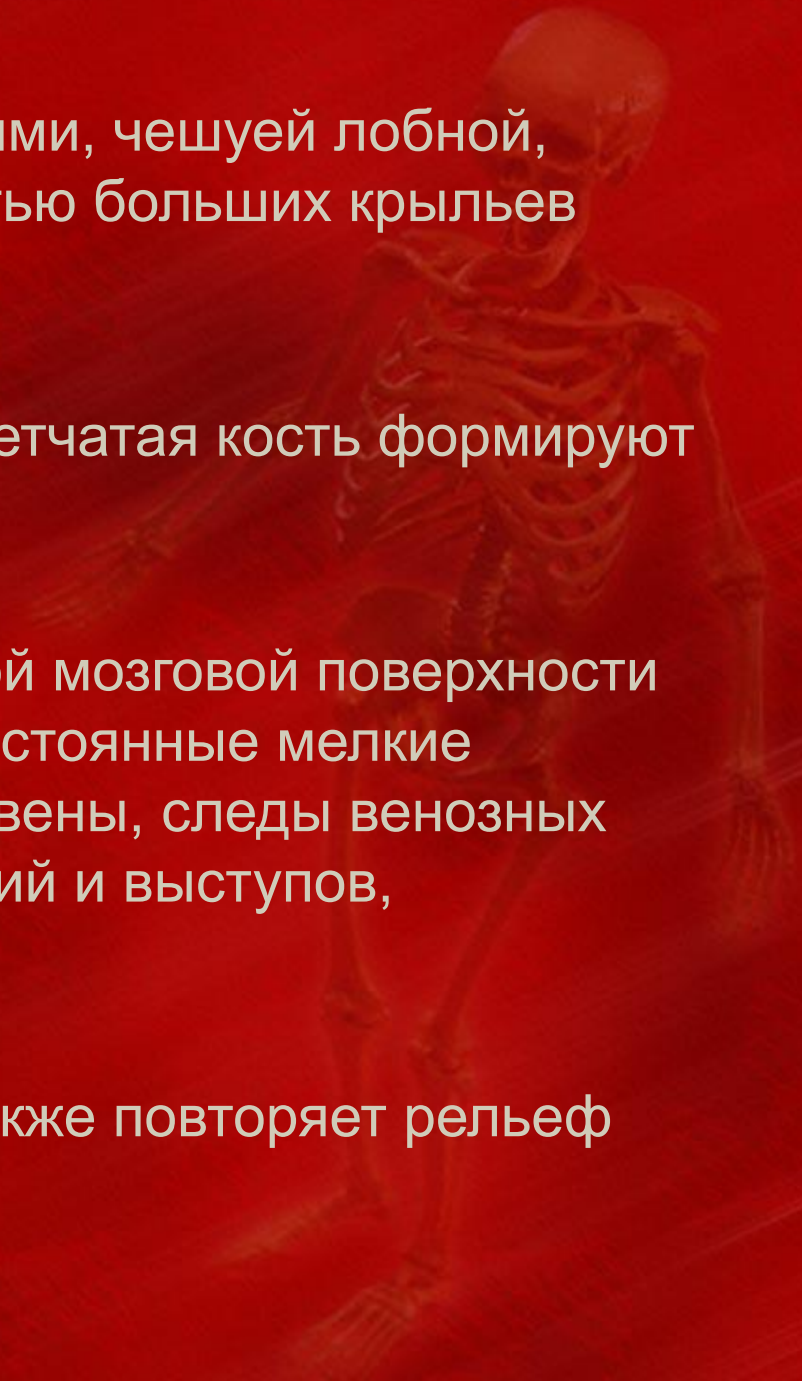 ми, чешуей лобной,
тью больших крыльев
етчатая кость формируют
й мозговой поверхности
стоянные мелкие
вены, следы венозных
ий и выступов,
кже повторяет рельеф